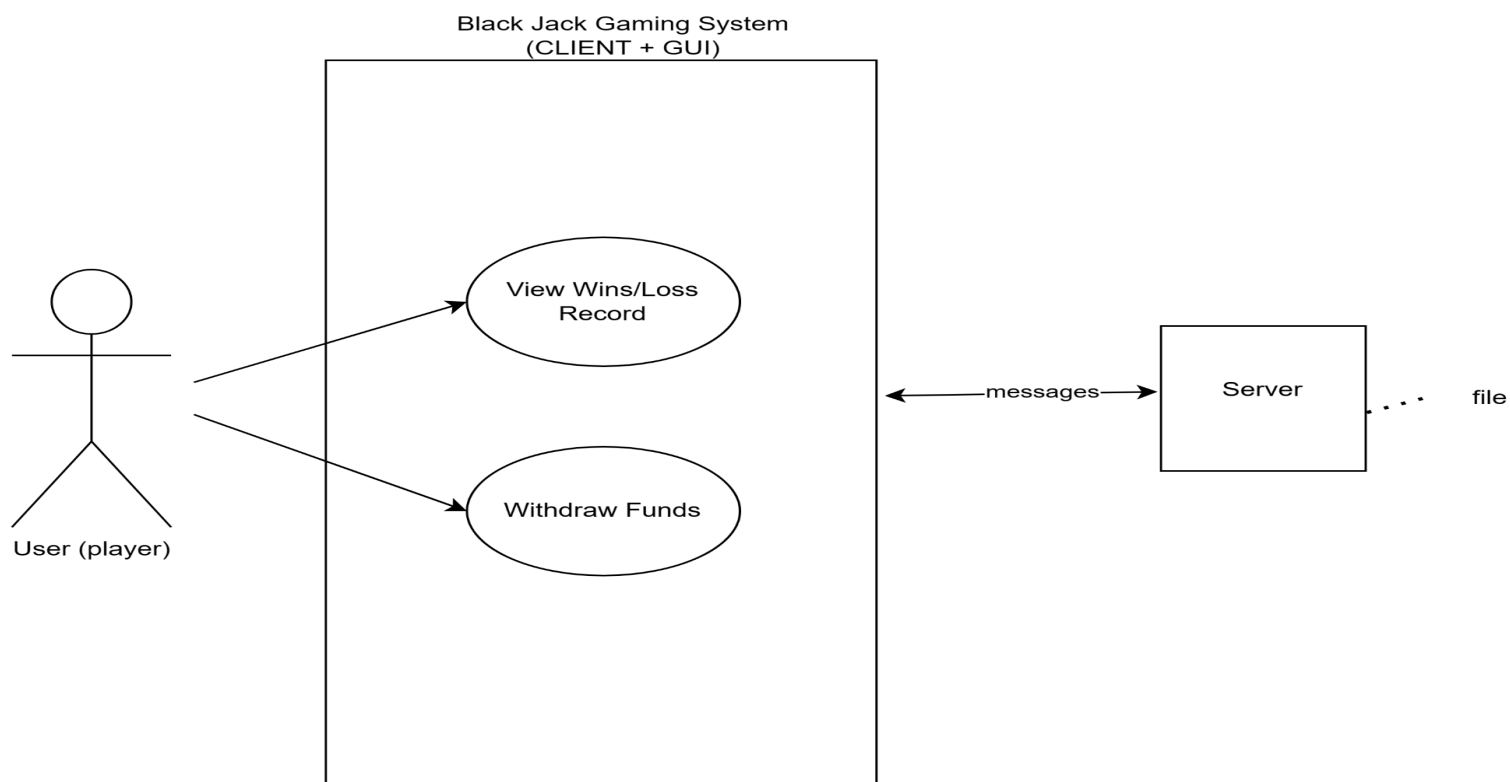 Black Jack Gaming System
(CLIENT + GUI)
View Wins/Loss
Record
messages
Server
file
Withdraw Funds
User (player)